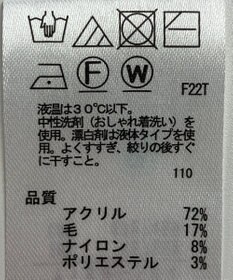 F W
F22T
液温は30℃以下。
中性洗剤(おしゃれ着洗い)を
使用。漂白剤は液体タイプを使
用。よくすすぎ、絞りの後すぐ
に干すこと。
110
品質
アクリル 72%
毛 17%
ナイロン 8%
ポリエステル 3%